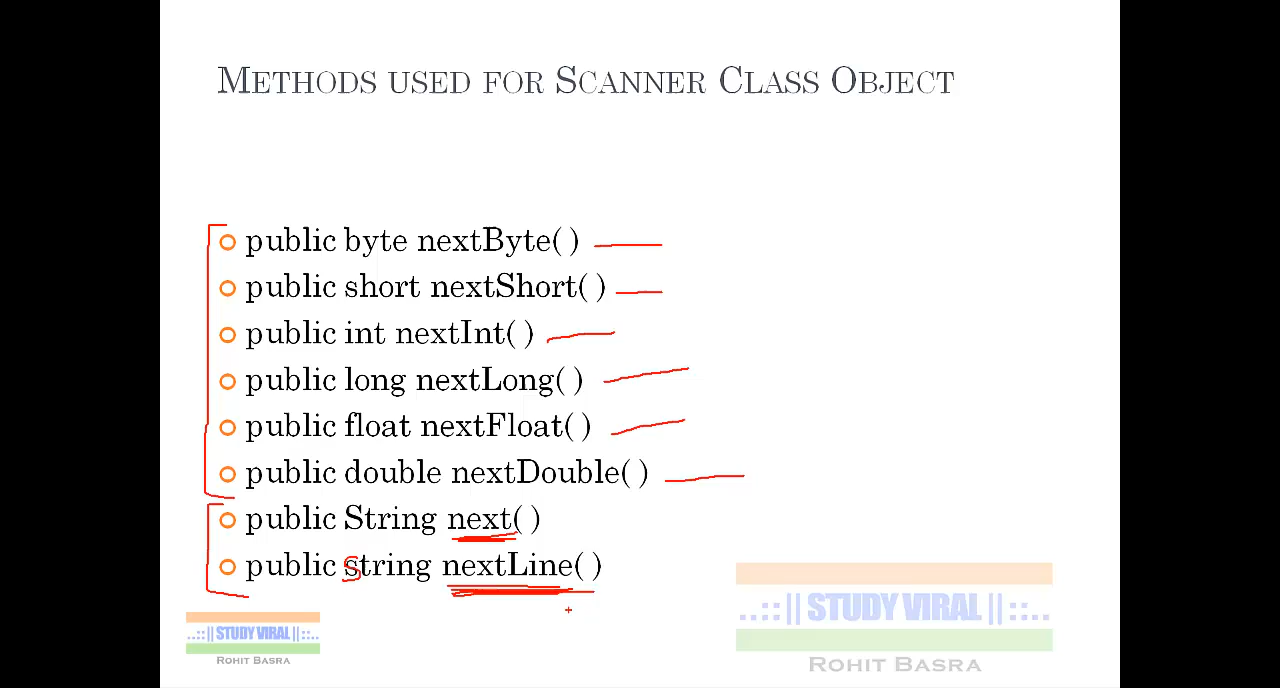 METHODS USED FOR SCANNER CLASS OBJECT
public byte nextByte()
public short nextShort()
public int nextInt()
public long nextLong()
public float nextFloat()
public double nextDouble()
public String next()
public String nextLine()
..::|| STUDY VIRAL ||::..
ROHIT BASRA
..::|| STUDY VIRAL ||::..
ROHIT BASRA